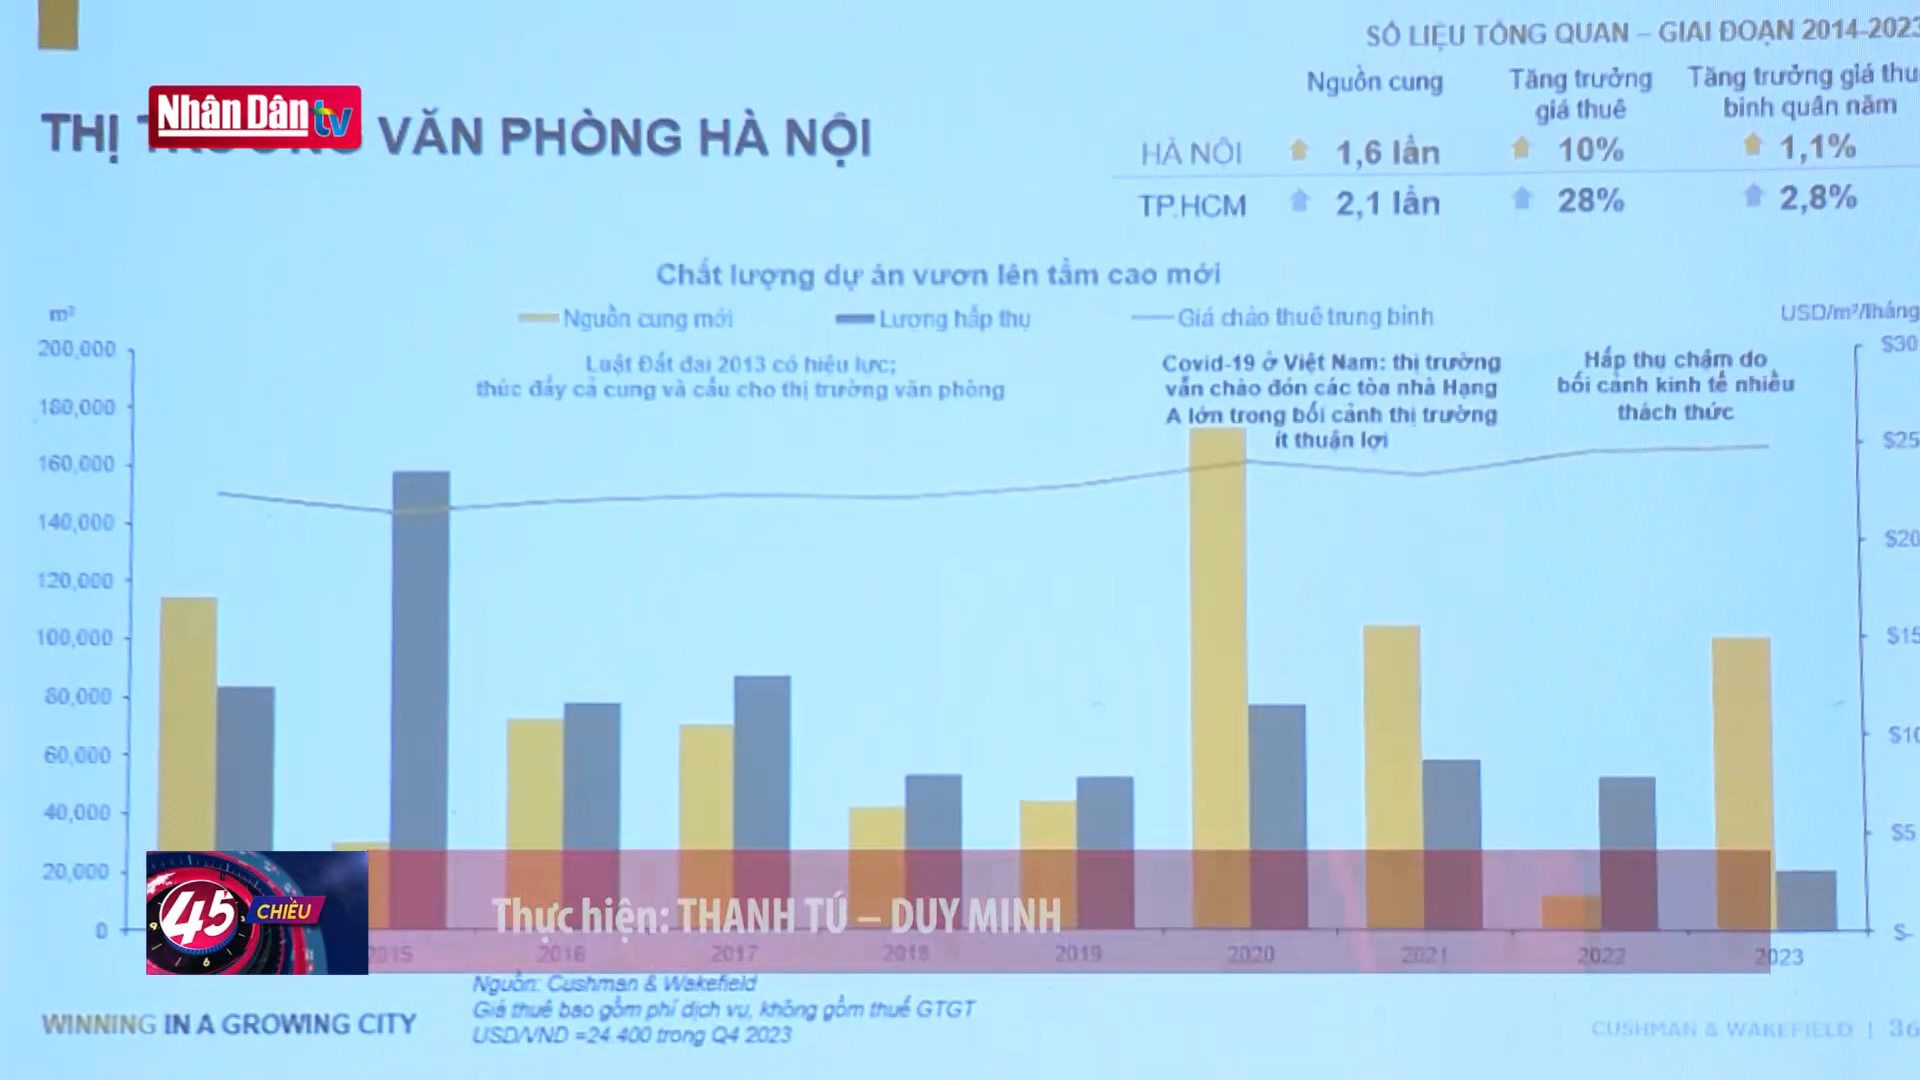 SỐ LIỆU TỔNG QUAN – GIAI ĐOẠN 2014-2023
Nguồn cung
Tăng trưởng giá thuê
Tăng trưởng giá thu
bình quân năm
HÀ NỘI 1,6 lần 10% 1,1%
TP.HCM 2,1 lần 28% 2,8%
Nhân Dân tv
THỊ VĂN PHÒNG HÀ NỘI
Chất lượng dự án vươn lên tầm cao mới
m²
Nguồn cung mới
Lượng hấp thụ
Giá chào thuê trung bình
USD/m²/tháng
Luật Đất đai 2013 có hiệu lực;
thúc đẩy cả cung và cầu cho thị trường văn phòng
Covid-19 ở Việt Nam: thị trường
vẫn chào đón các tòa nhà Hạng
A lớn trong bối cảnh thị trường
ít thuận lợi
Hấp thụ chậm do
bối cảnh kinh tế nhiều
thách thức
200,000
180,000
160,000
140,000
120,000
100,000
80,000
60,000
40,000
20,000
0
$30
$25
$20
$15
$10
$5
$-
45 CHIỀU
9
3
6
Thực hiện: THANH TÚ – DUY MINH
2015 2016 2017 2018 2019 2020 2021 2022 2023
Nguồn: Cushman & Wakefield
Giá thuê bao gồm phí dịch vụ, không gồm thuế GTGT
USD/VND =24.400 trong Q4 2023
WINNING IN A GROWING CITY
CUSHMAN & WAKEFIELD | 36